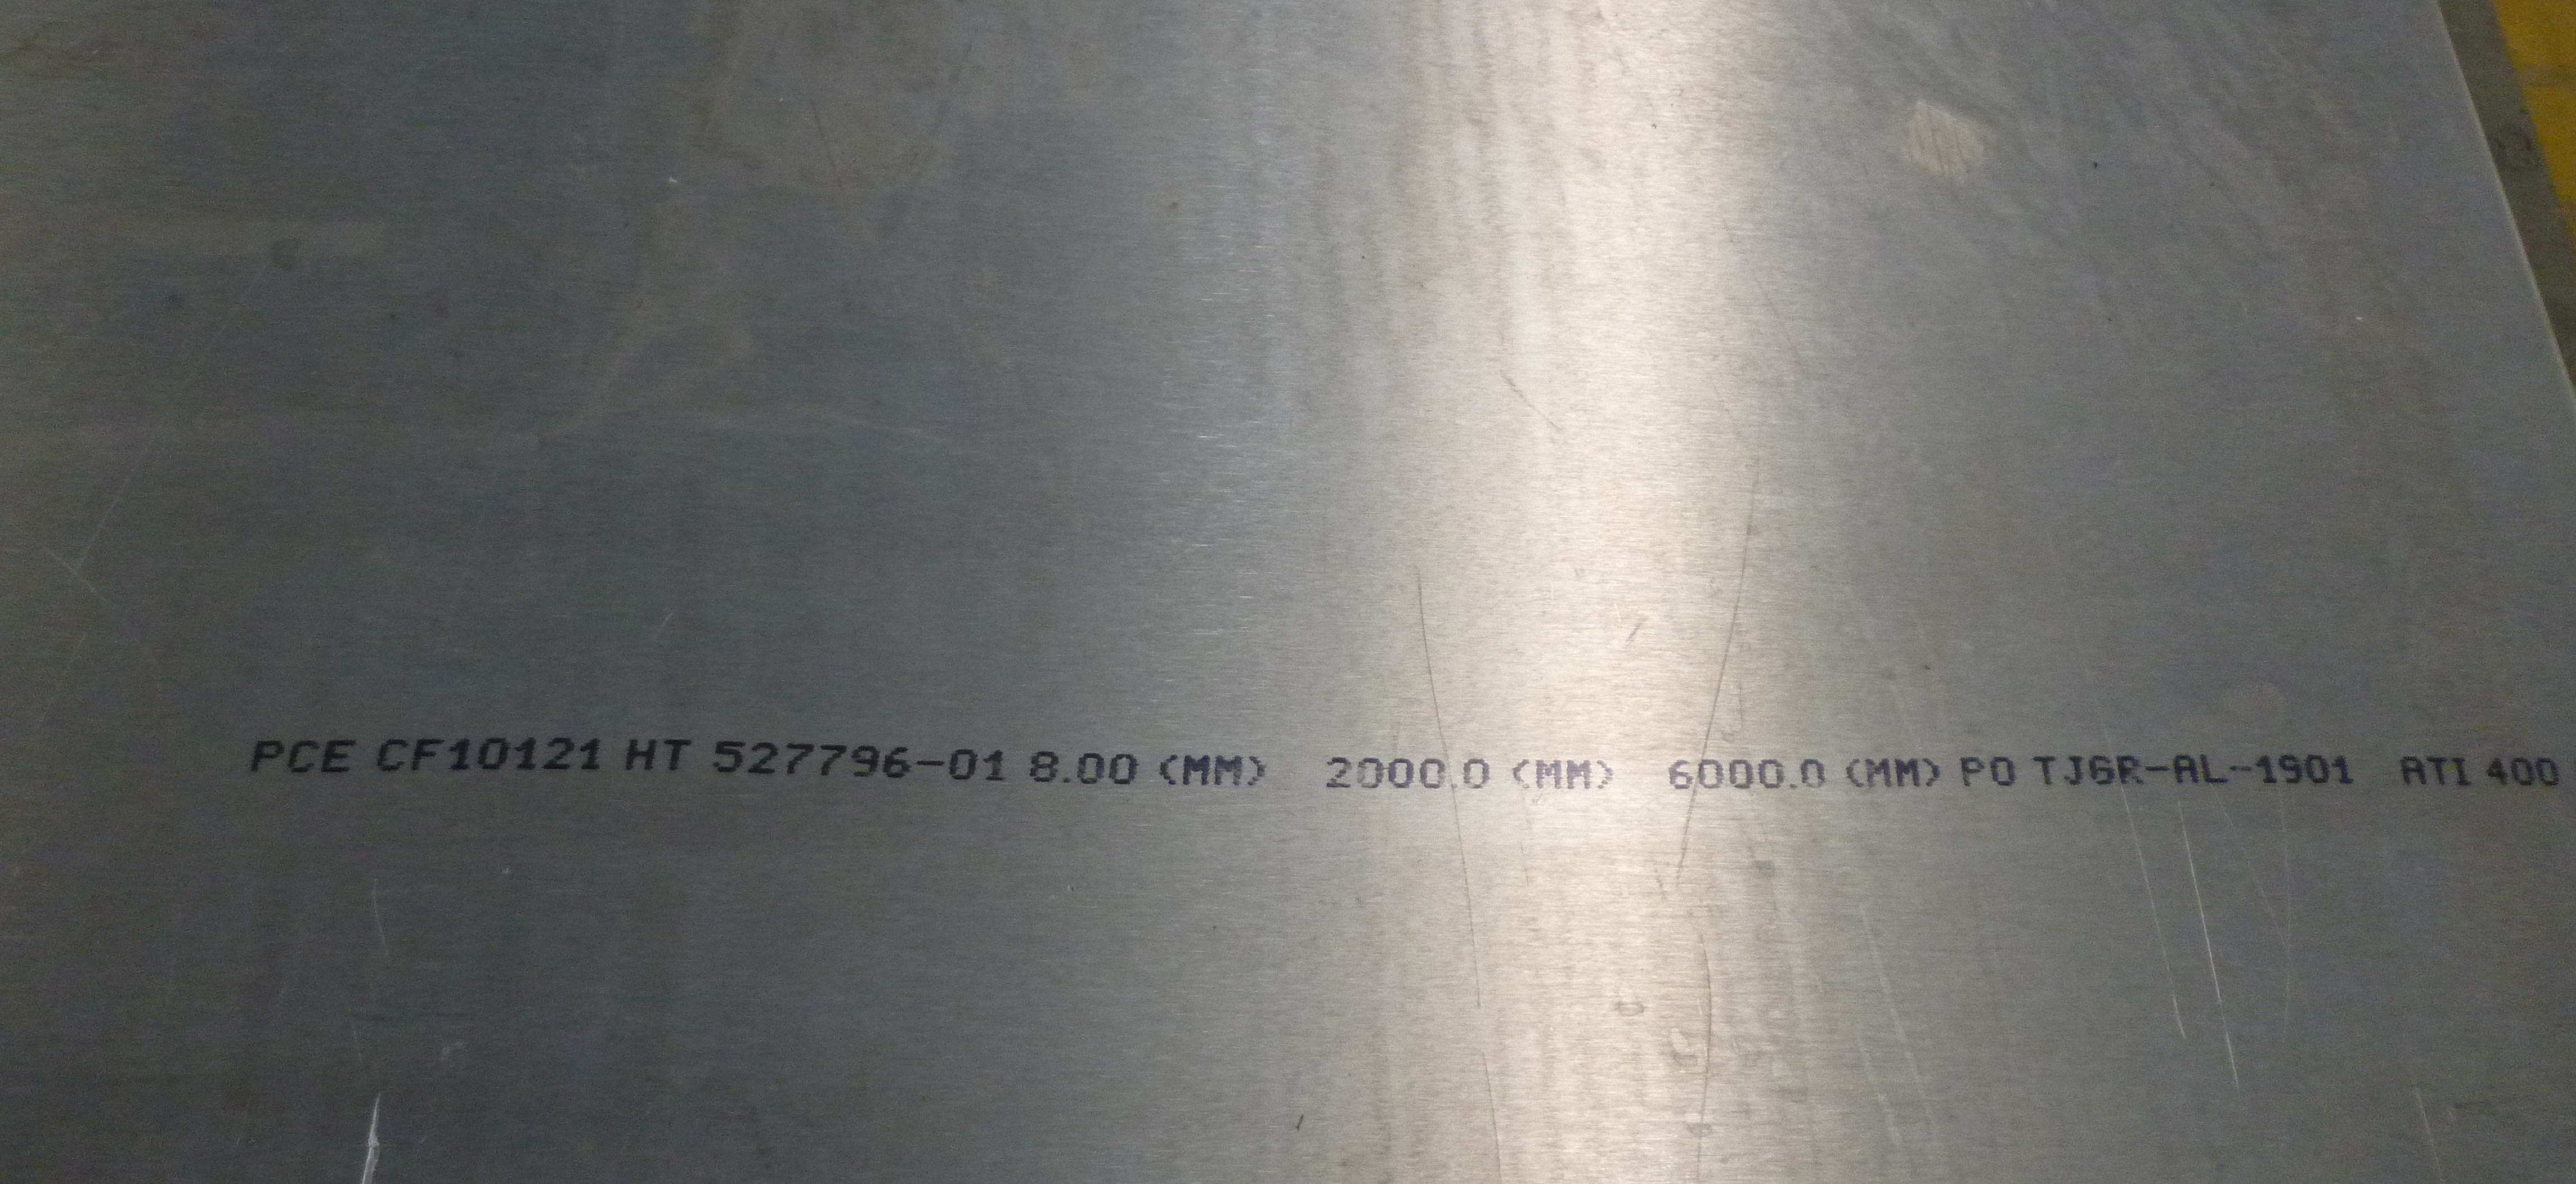 PCE CF10121 HT 527796-01 8.00 (MM) 2000.0 (MM) 6000.0 (MM) PO TJGR-AL-1901 ATI 400